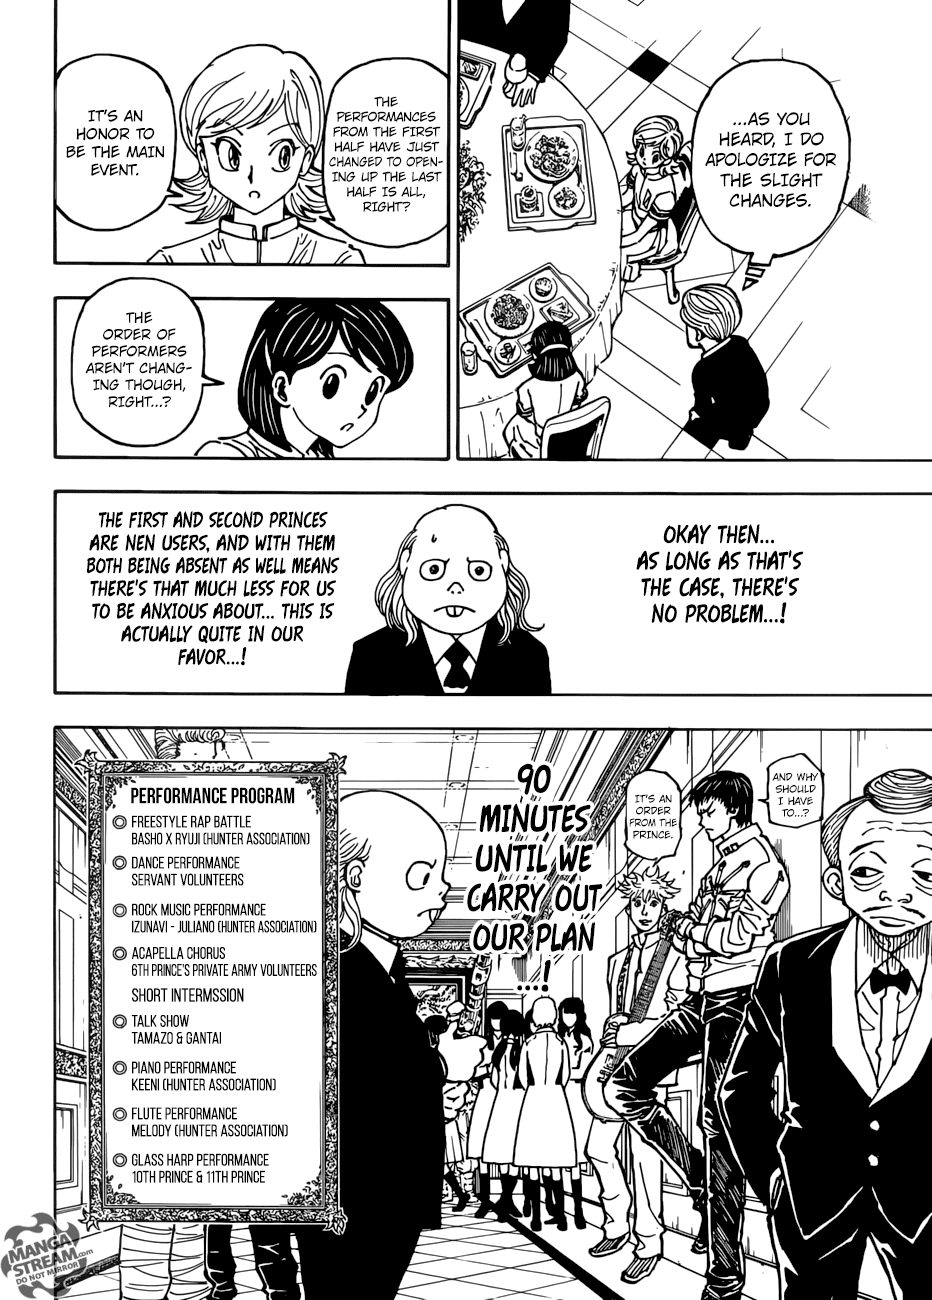 ...AS YOU
HEARD, I DO
APOLOGIZE FOR
THE SLIGHT
CHANGES.
THE
PERFORMANCES
FROM THE FIRST
HALF HAVE JUST
CHANGED TO OPEN-
ING UP THE LAST
HALF IS ALL,
RIGHT?
IT'S AN
HONOR TO
BE THE MAIN
EVENT.
THE
ORDER OF
PERFORMERS
AREN'T CHANG-
ING THOUGH,
RIGHT...?
OKAY THEN...
AS LONG AS THAT'S
THE CASE, THERE'S
NO PROBLEM...!
THE FIRST AND SECOND PRINCES
ARE NEN USERS, AND WITH THEM
BOTH BEING ABSENT AS WELL MEANS
THERE'S THAT MUCH LESS FOR US
TO BE ANXIOUS ABOUT... THIS IS
ACTUALLY QUITE IN OUR
FAVOR...!
AND WHY
SHOULD
I HAVE
TO...?
IT'S AN
ORDER FROM
THE PRINCE.
90
MINUTES
UNTIL WE
CARRY OUT
OUR PLAN
...!
PERFORMANCE PROGRAM
FREESTYLE RAP BATTLE
BASHO X RYUJI (HUNTER ASSOCIATION)
DANCE PERFORMANCE
SERVANT VOLUNTEERS
ROCK MUSIC PERFORMANCE
IZUNAVI - JULIANO (HUNTER ASSOCIATION)
ACAPELLA CHORUS
6TH PRINCE'S PRIVATE ARMY VOLUNTEERS
SHORT INTERMSSION
TALK SHOW
TAMAZO & GANTAI
PIANO PERFORMANCE
KEENI (HUNTER ASSOCIATION)
FLUTE PERFORMANCE
MELODY (HUNTER ASSOCIATION)
GLASS HARP PERFORMANCE
10TH PRINCE & 11TH PRINCE
MANGA
STREAM.com
DO NOT MIRROR!